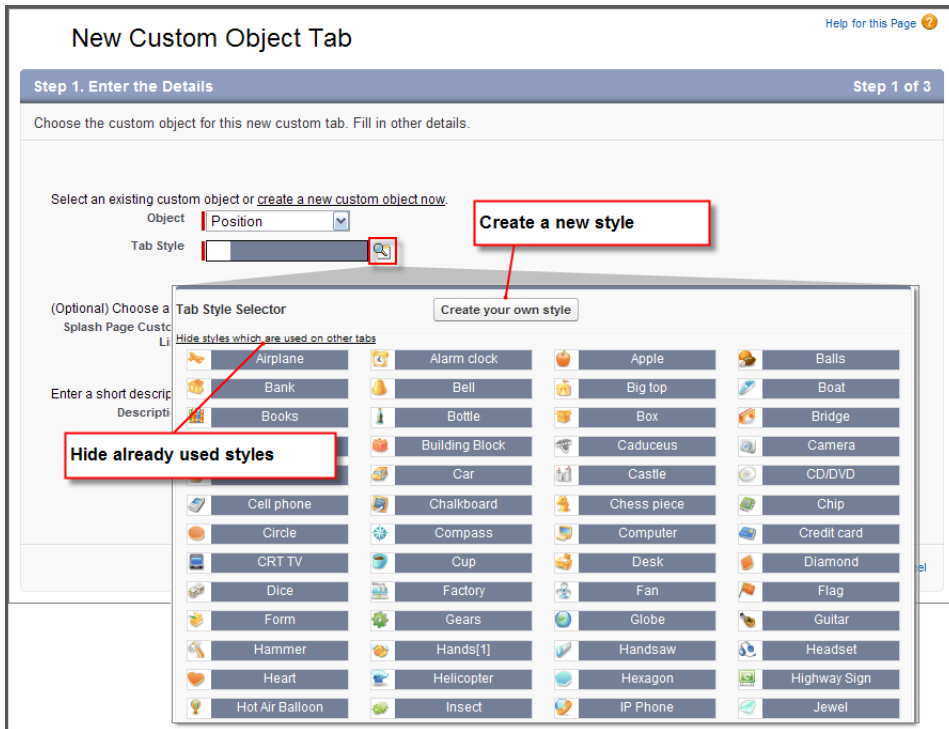 Help for this Page
New Custom Object Tab
Step 1. Enter the Details Step 1 of 3
Choose the custom object for this new custom tab. Fill in other details.
Select an existing custom object or create a new custom object now.
Object Position
Create a new style
Tab Style
(Optional) Choose a
Splash Page Custo
Li
Tab Style Selector Create your own style
Hide styles which are used on other tabs
Airplane Alarm clock Apple Balls
Bank Bell Big top Boat
Enter a short descrip
Descripti
Books Bottle Box Bridge
Hide already used styles
Building Block Caduceus Camera
Car Castle CD/DVD
Cell phone Chalkboard Chess piece Chip
Circle Compass Computer Credit card
CRT TV Cup Desk Diamond
el
Dice Factory Fan Flag
Form Gears Globe Guitar
Hammer Hands[1] Handsaw Headset
Heart Helicopter Hexagon Highway Sign
Hot Air Balloon Insect IP Phone Jewel